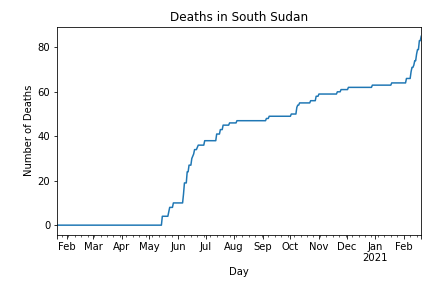 Deaths in South Sudan
Number of Deaths
80
60
40
20
0
Feb Mar Apr May Jun Jul Aug Sep Oct Nov Dec Jan Feb
2021
Day